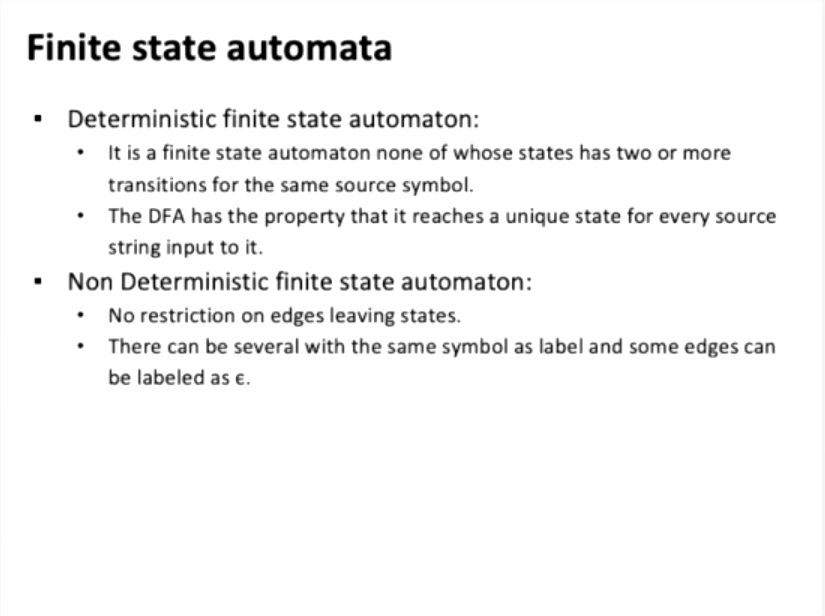 Finite state automata
▪ Deterministic finite state automaton:
• It is a finite state automaton none of whose states has two or more
transitions for the same source symbol.
• The DFA has the property that it reaches a unique state for every source
string input to it.
▪ Non Deterministic finite state automaton:
• No restriction on edges leaving states.
• There can be several with the same symbol as label and some edges can
be labeled as ϵ.